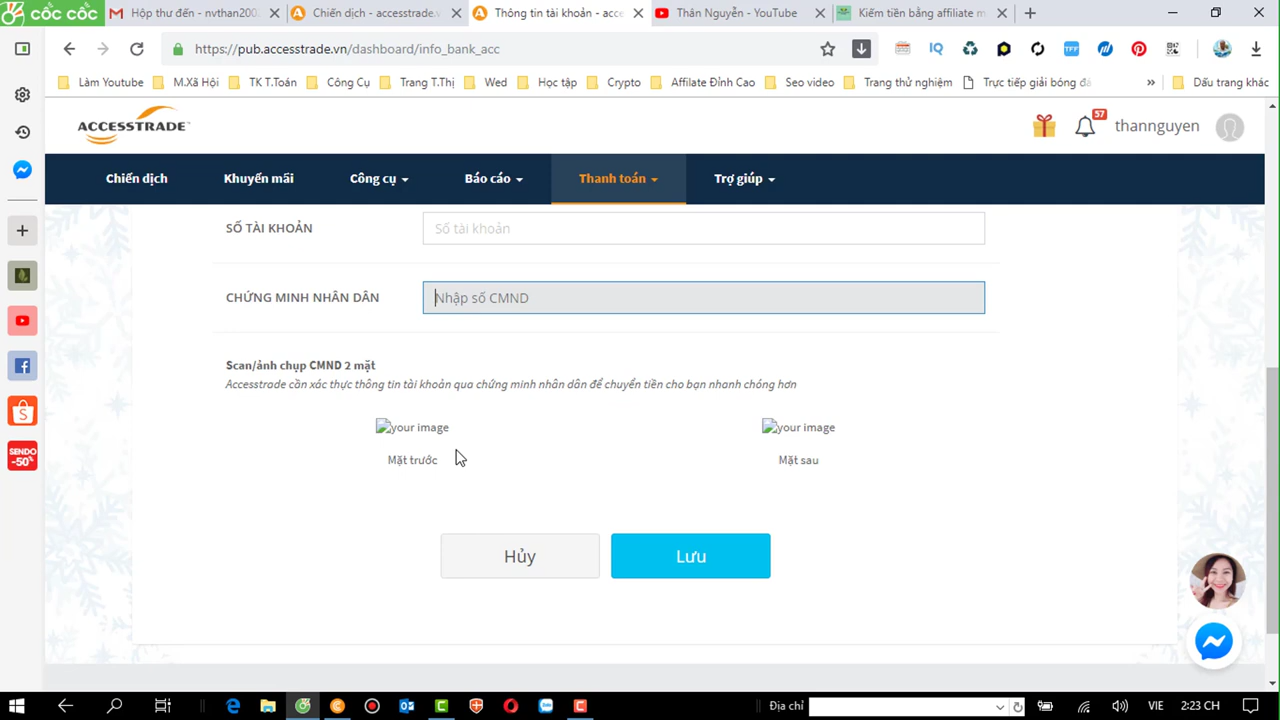 cốc cốc
Hộp thư đến - nvthan200
Chiến dịch - accesstrade.
Thông tin tài khoản - acce
Thân Nguyễn - YouTube
Kiếm tiền bằng affiliate m
https://pub.accesstrade.vn/dashboard/info_bank_acc
Làm Youtube
M.Xã Hội
TK T.Toán
Công Cụ
Trang T.Thị
Wed
Học tập
Crypto
Affilate Đỉnh Cao
Seo video
Trang thử nghiệm
Trực tiếp giải bóng đá
»
Dấu trang khác
ACCESSTRADE
57
thannguyen
Chiến dịch
Khuyến mãi
Công cụ
Báo cáo
Thanh toán
Trợ giúp
SỐ TÀI KHOẢN
Số tài khoản
CHỨNG MINH NHÂN DÂN
Nhập số CMND
Scan/ảnh chụp CMND 2 mặt
Accesstrade cần xác thực thông tin tài khoản qua chứng minh nhân dân để chuyển tiền cho bạn nhanh chóng hơn
your image
your image
Mặt trước
Mặt sau
Hủy
Lưu
SENDO
-50%
Địa chỉ
VIE
2:23 CH